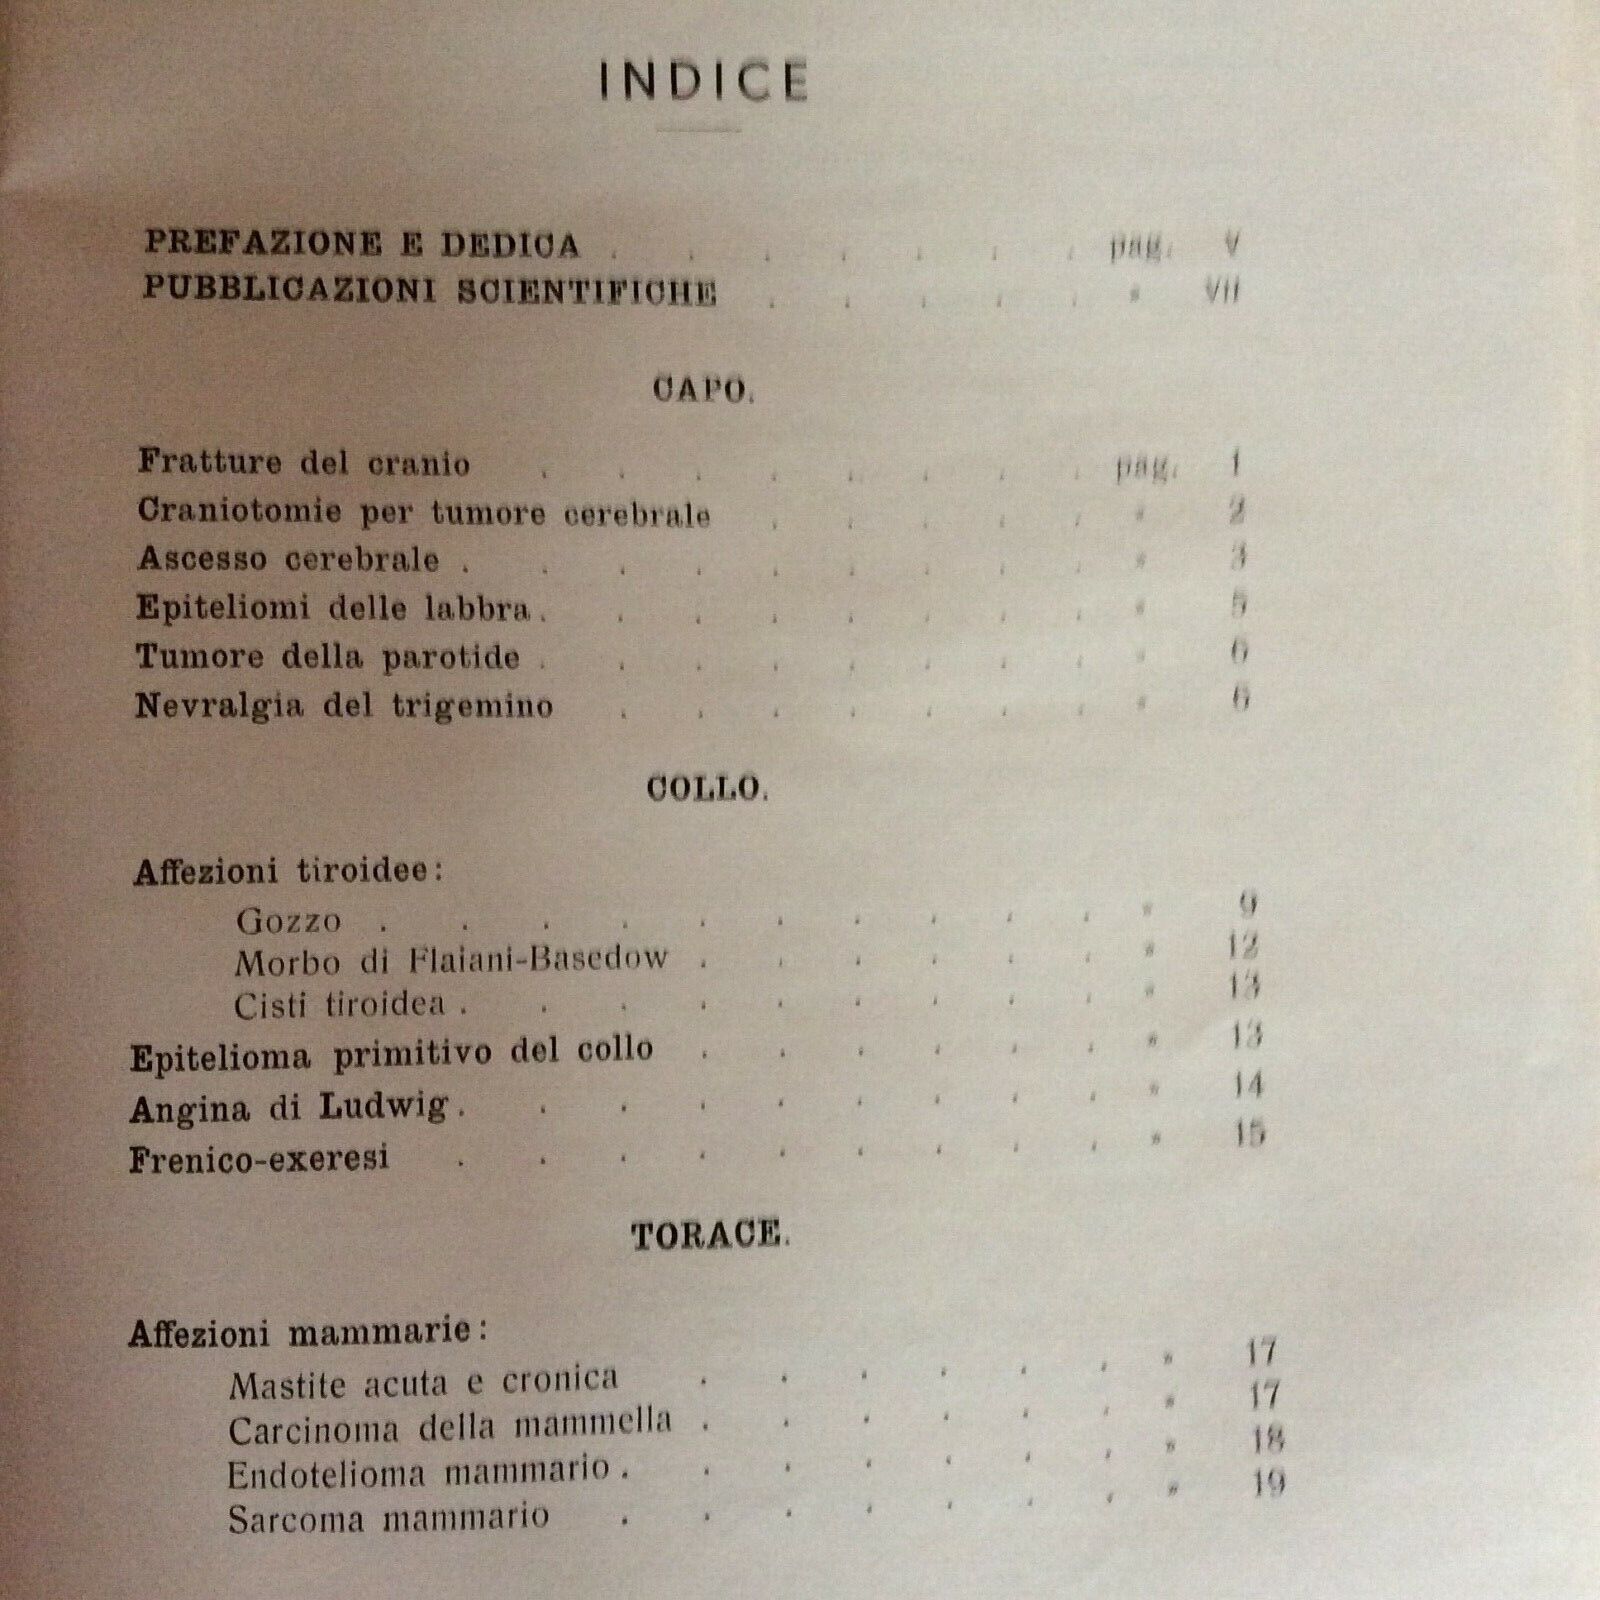 INDICE
PREFAZIONE E DEDICA . . . . . . . pag. V
PUBBLICAZIONI SCIENTIFICHE . . . . . » VII
CAPO.
Fratture del cranio . . . . . . . . pag. 1
Craniotomie per tumore cerebrale . . . . . » 2
Ascesso cerebrale . . . . . . . . . » 3
Epiteliomi delle labbra . . . . . . . . » 5
Tumore della parotide . . . . . . . . » 6
Nevralgia del trigemino . . . . . . . » 6
COLLO.
Affezioni tiroidee:
Gozzo . . . . . . . . . . » 9
Morbo di Flaiani-Basedow . . . . . . » 12
Cisti tiroidea . . . . . . . . . » 13
Epitelioma primitivo del collo . . . . . . » 13
Angina di Ludwig . . . . . . . . . » 14
Frenico-exeresi . . . . . . . . . » 15
TORACE.
Affezioni mammarie:
Mastite acuta e cronica . . . . . . » 17
Carcinoma della mammella . . . . . . » 17
Endotelioma mammario . . . . . . . » 18
Sarcoma mammario . . . . . . . » 19